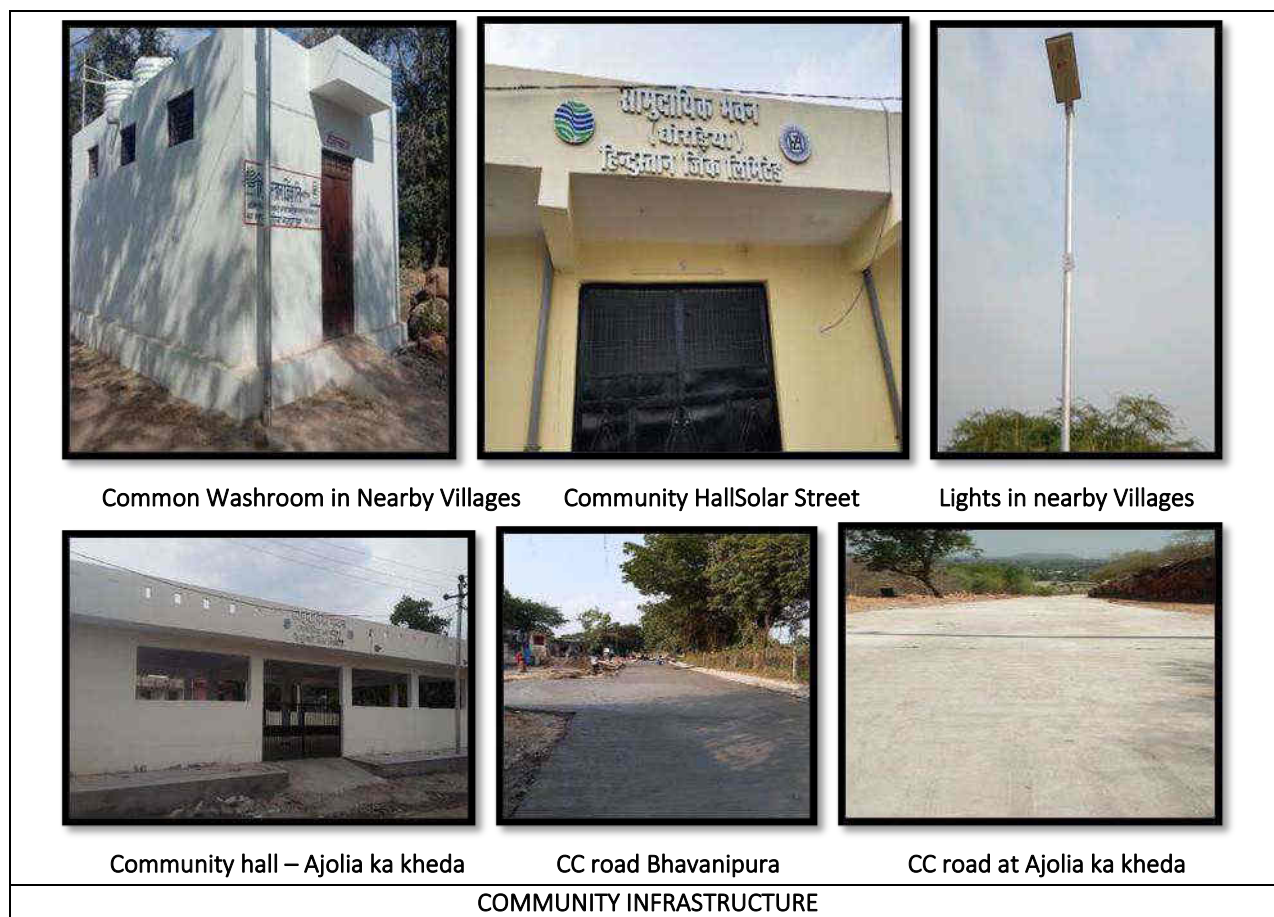 सामुदायिक भवन
(घोरड़िया)
हिन्दुस्तान जिंक लिमिटेड
Common Washroom in Nearby Villages Community HallSolar Street Lights in nearby Villages
Community hall – Ajolia ka kheda CC road Bhavanipura CC road at Ajolia ka kheda
COMMUNITY INFRASTRUCTURE